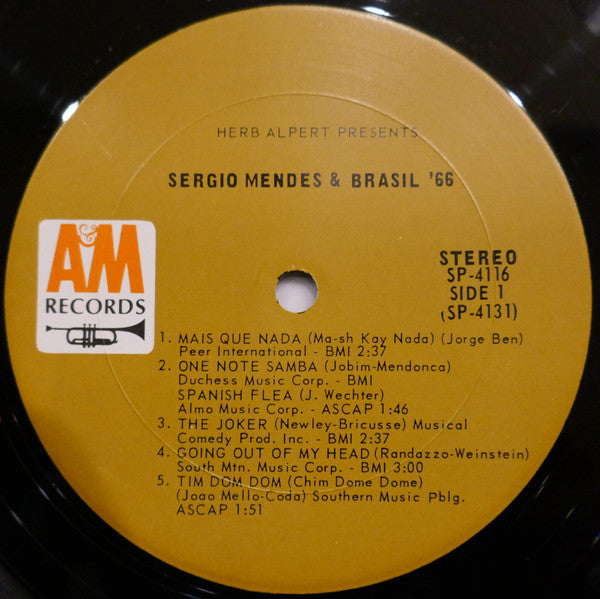 HERB ALPERT PRESENTS
SERGIO MENDES & BRASIL '66
A&M
RECORDS
STEREO
SP-4116
SIDE 1
(SP-4131)
1. MAIS QUE NADA (Ma-sh Kay Nada) (Jorge Ben)
Peer International - BMI 2:37
2. ONE NOTE SAMBA (Jobim-Mendonca)
Duchess Music Corp. - BMI
SPANISH FLEA (J. Wechter)
Almo Music Corp. - ASCAP 1:46
3. THE JOKER (Newley-Bricusse) Musical
Comedy Prod. Inc. - BMI 2:37
4. GOING OUT OF MY HEAD (Randazzo-Weinstein)
South Mtn. Music Corp. - BMI 3:00
5. TIM DOM DOM (Chim Dome Dome)
(Joao Mello-Coda) Southern Music Pblg.
ASCAP 1:51